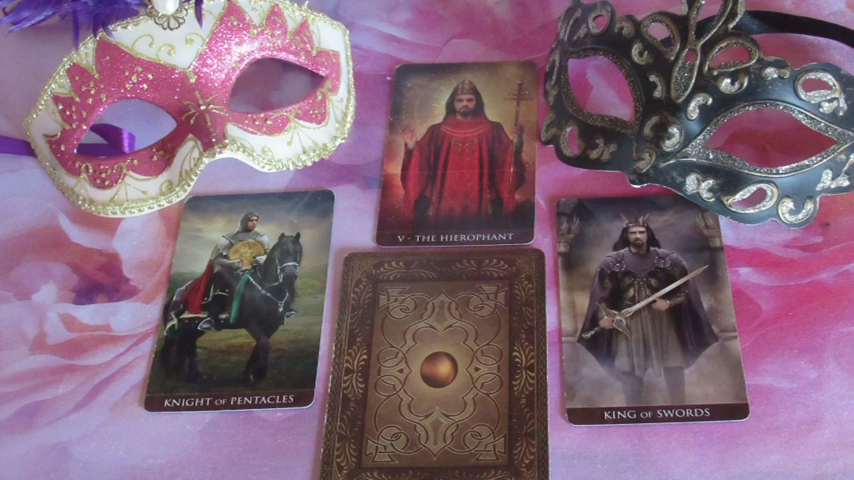 V · THE HIEROPHANT
KNIGHT OF PENTACLES
KING OF SWORDS